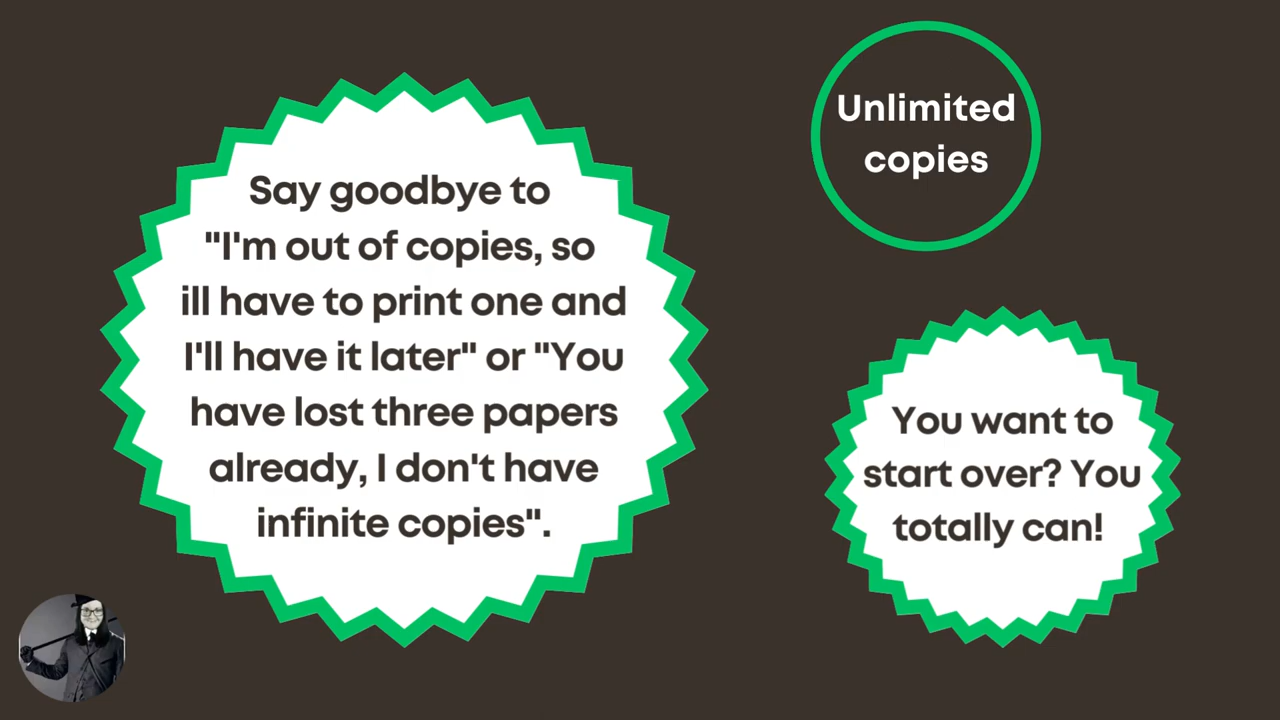 Say goodbye to
"I'm out of copies, so
ill have to print one and
I'll have it later" or "You
have lost three papers
already, I don't have
infinite copies".
Unlimited
copies
You want to
start over? You
totally can!